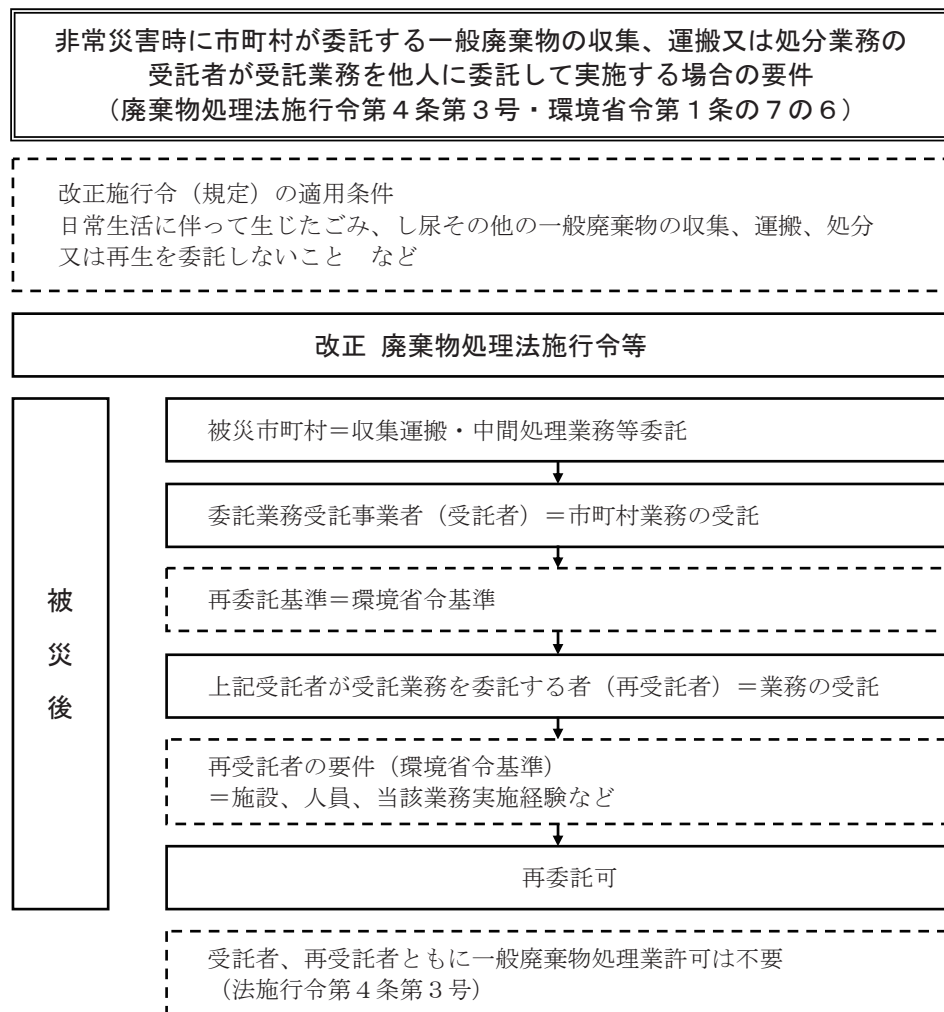 非常災害時に市町村が委託する一般廃棄物の収集、運搬又は処分業務の
受託者が受託業務を他人に委託して実施する場合の要件
（廃棄物処理法施行令第４条第３号・環境省令第１条の７の６）
改正施行令（規定）の適用条件
日常生活に伴って生じたごみ、し尿その他の一般廃棄物の収集、運搬、処分
又は再生を委託しないこと　など
改正 廃棄物処理法施行令等
被災後
被災市町村＝収集運搬・中間処理業務等委託
委託業務受託事業者（受託者）＝市町村業務の受託
再委託基準＝環境省令基準
上記受託者が受託業務を委託する者（再受託者）＝業務の受託
再受託者の要件（環境省令基準）
＝施設、人員、当該業務実施経験など
再委託可
受託者、再受託者ともに一般廃棄物処理業許可は不要
（法施行令第４条第３号）